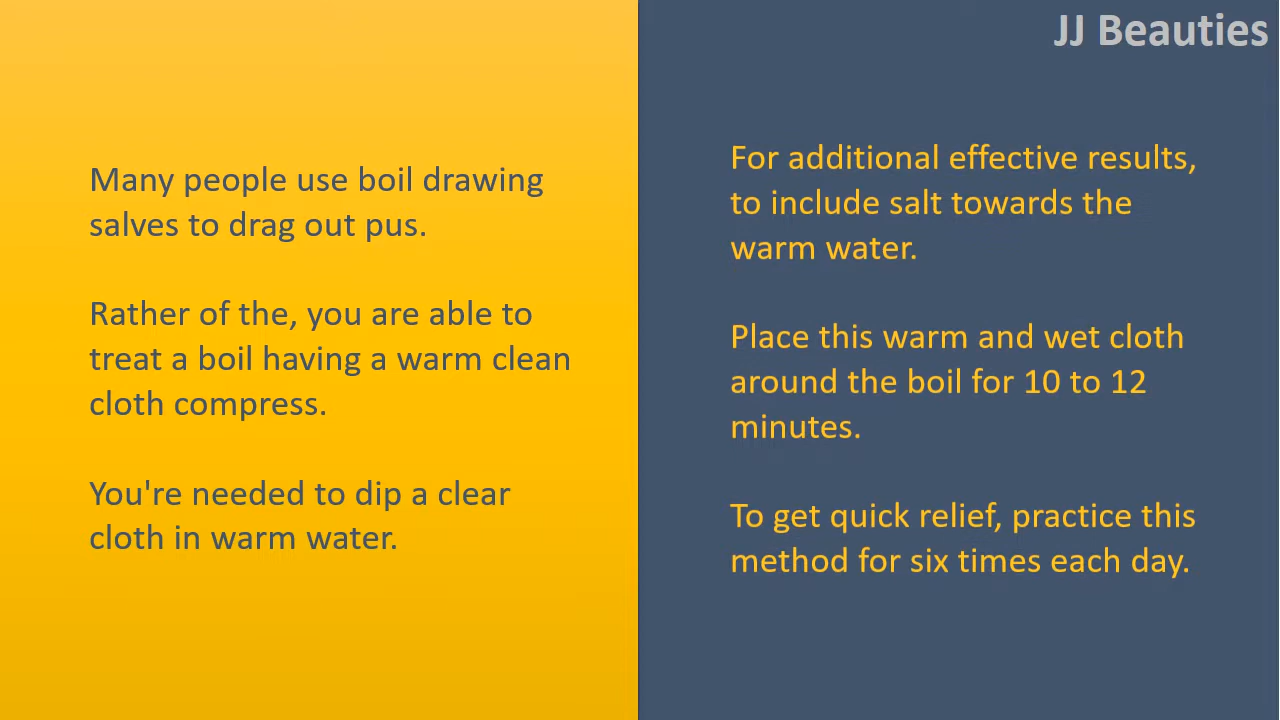 JJ Beauties
Many people use boil drawing
salves to drag out pus.
Rather of the, you are able to
treat a boil having a warm clean
cloth compress.
You're needed to dip a clear
cloth in warm water.
For additional effective results,
to include salt towards the
warm water.
Place this warm and wet cloth
around the boil for 10 to 12
minutes.
To get quick relief, practice this
method for six times each day.